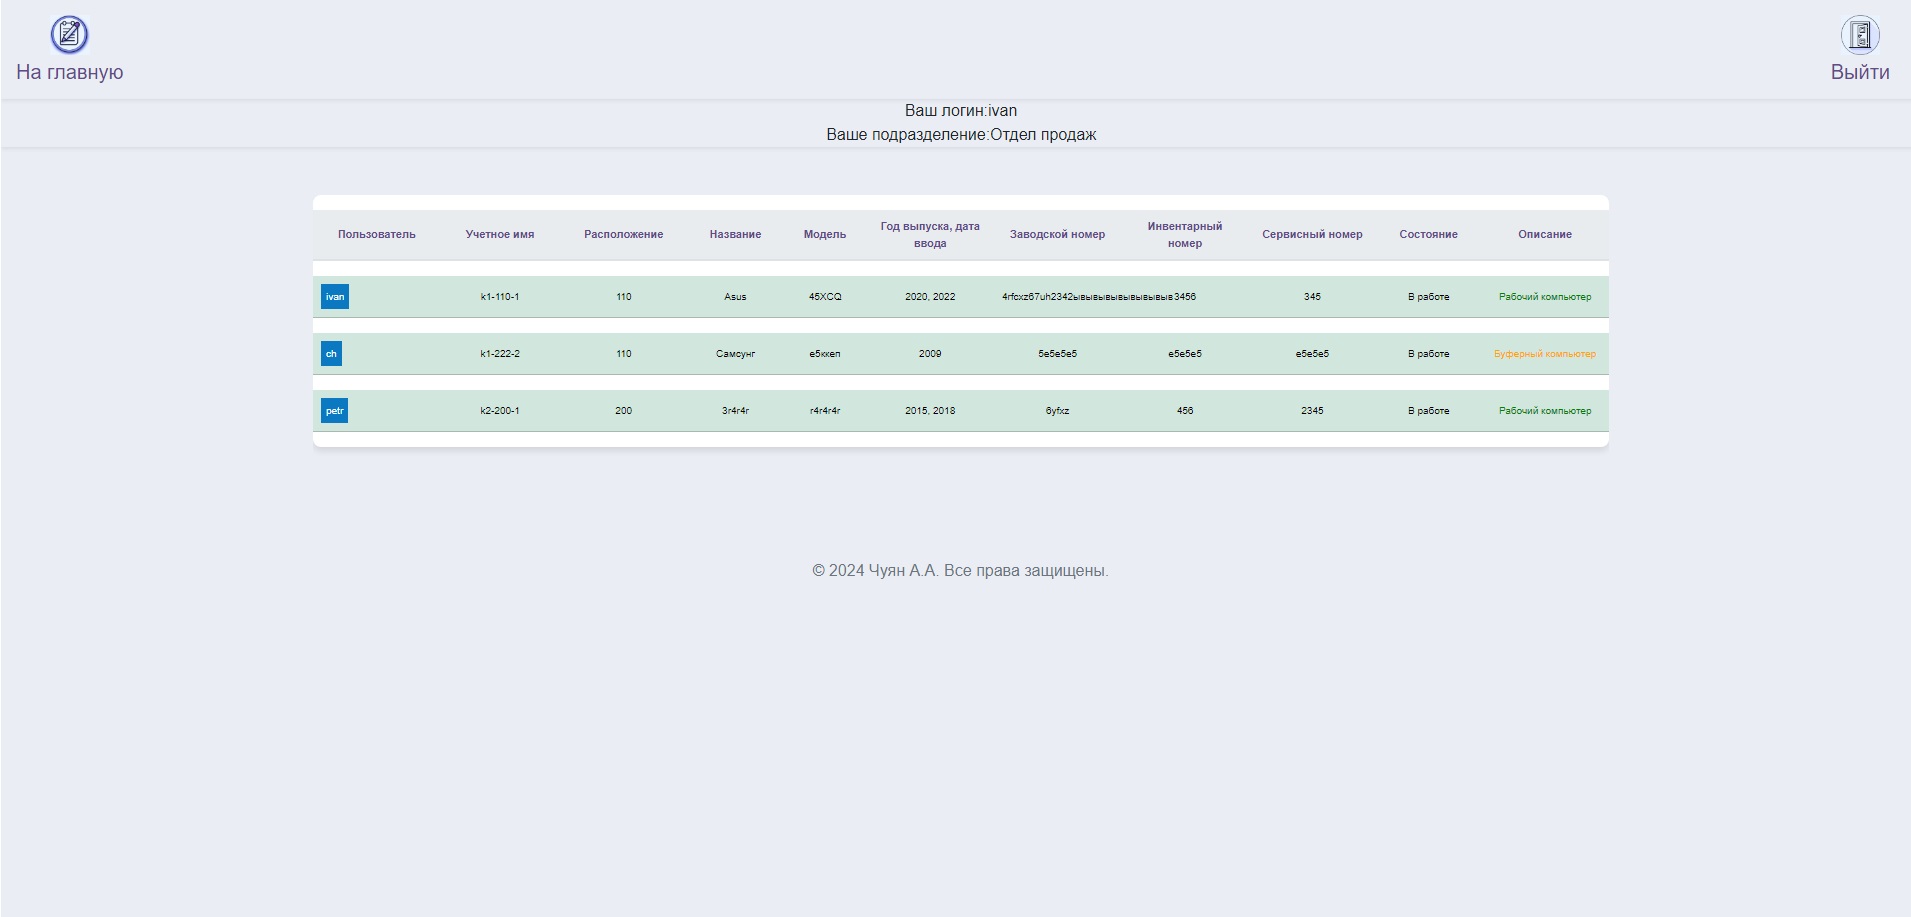 На главную
Выйти
Ваш логин:ivan
Ваше подразделение:Отдел продаж
Пользователь Учетное имя Расположение Название Модель Год выпуска, дата ввода Заводской номер Инвентарный номер Сервисный номер Состояние Описание
ivan k1-110-1 110 Asus 45XCQ 2020, 2022 4rfcxz67uh2342ывывывывывывывыв 3456 345 В работе Рабочий компьютер
ch k1-222-2 110 Самсунг е5ккеп 2009 5е5е5е5 е5е5е5 е5е5е5 В работе Буферный компьютер
petr k2-200-1 200 3r4r4r r4r4r4r 2015, 2018 6yfxz 456 2345 В работе Рабочий компьютер
© 2024 Чуян А.А. Все права защищены.